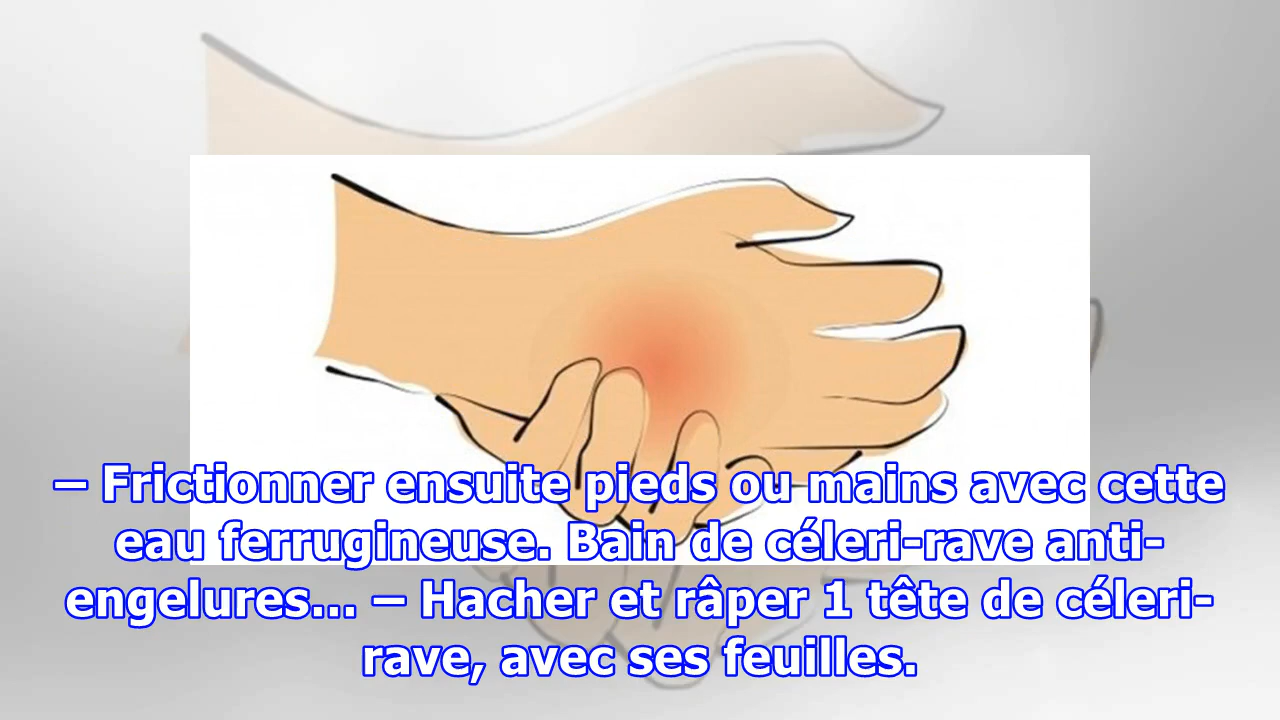 – Frictionner ensuite pieds ou mains avec cette
eau ferrugineuse. Bain de céleri-rave anti-
engelures... – Hacher et râper 1 tête de céleri-
rave, avec ses feuilles.